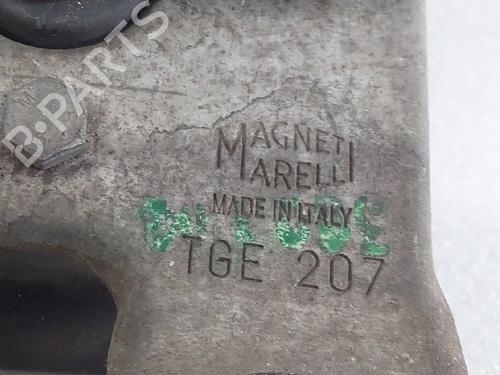 B-PARTS
MAGNETI
MARELLI
MADE IN ITALY
TGE 207